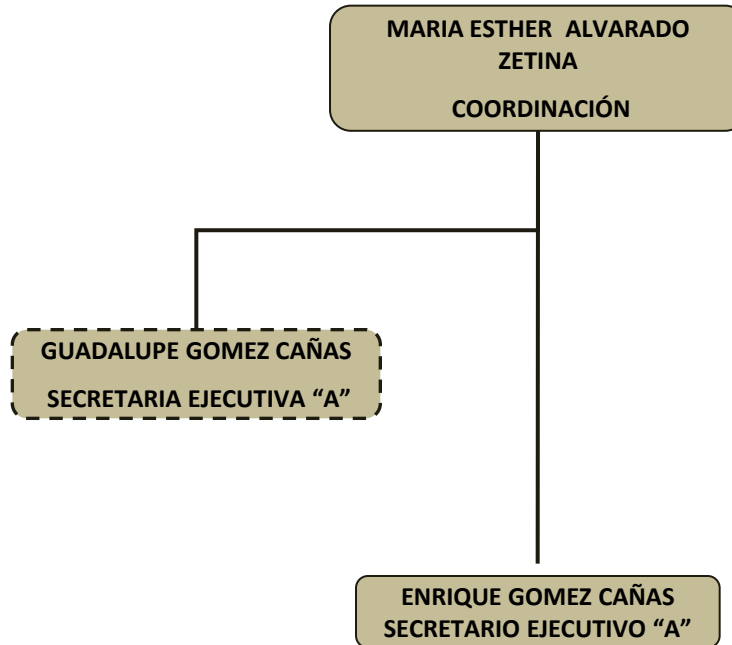 MARIA ESTHER ALVARADO
ZETINA
COORDINACIÓN
GUADALUPE GOMEZ CAÑAS
SECRETARIA EJECUTIVA “A”
ENRIQUE GOMEZ CAÑAS
SECRETARIO EJECUTIVO “A”